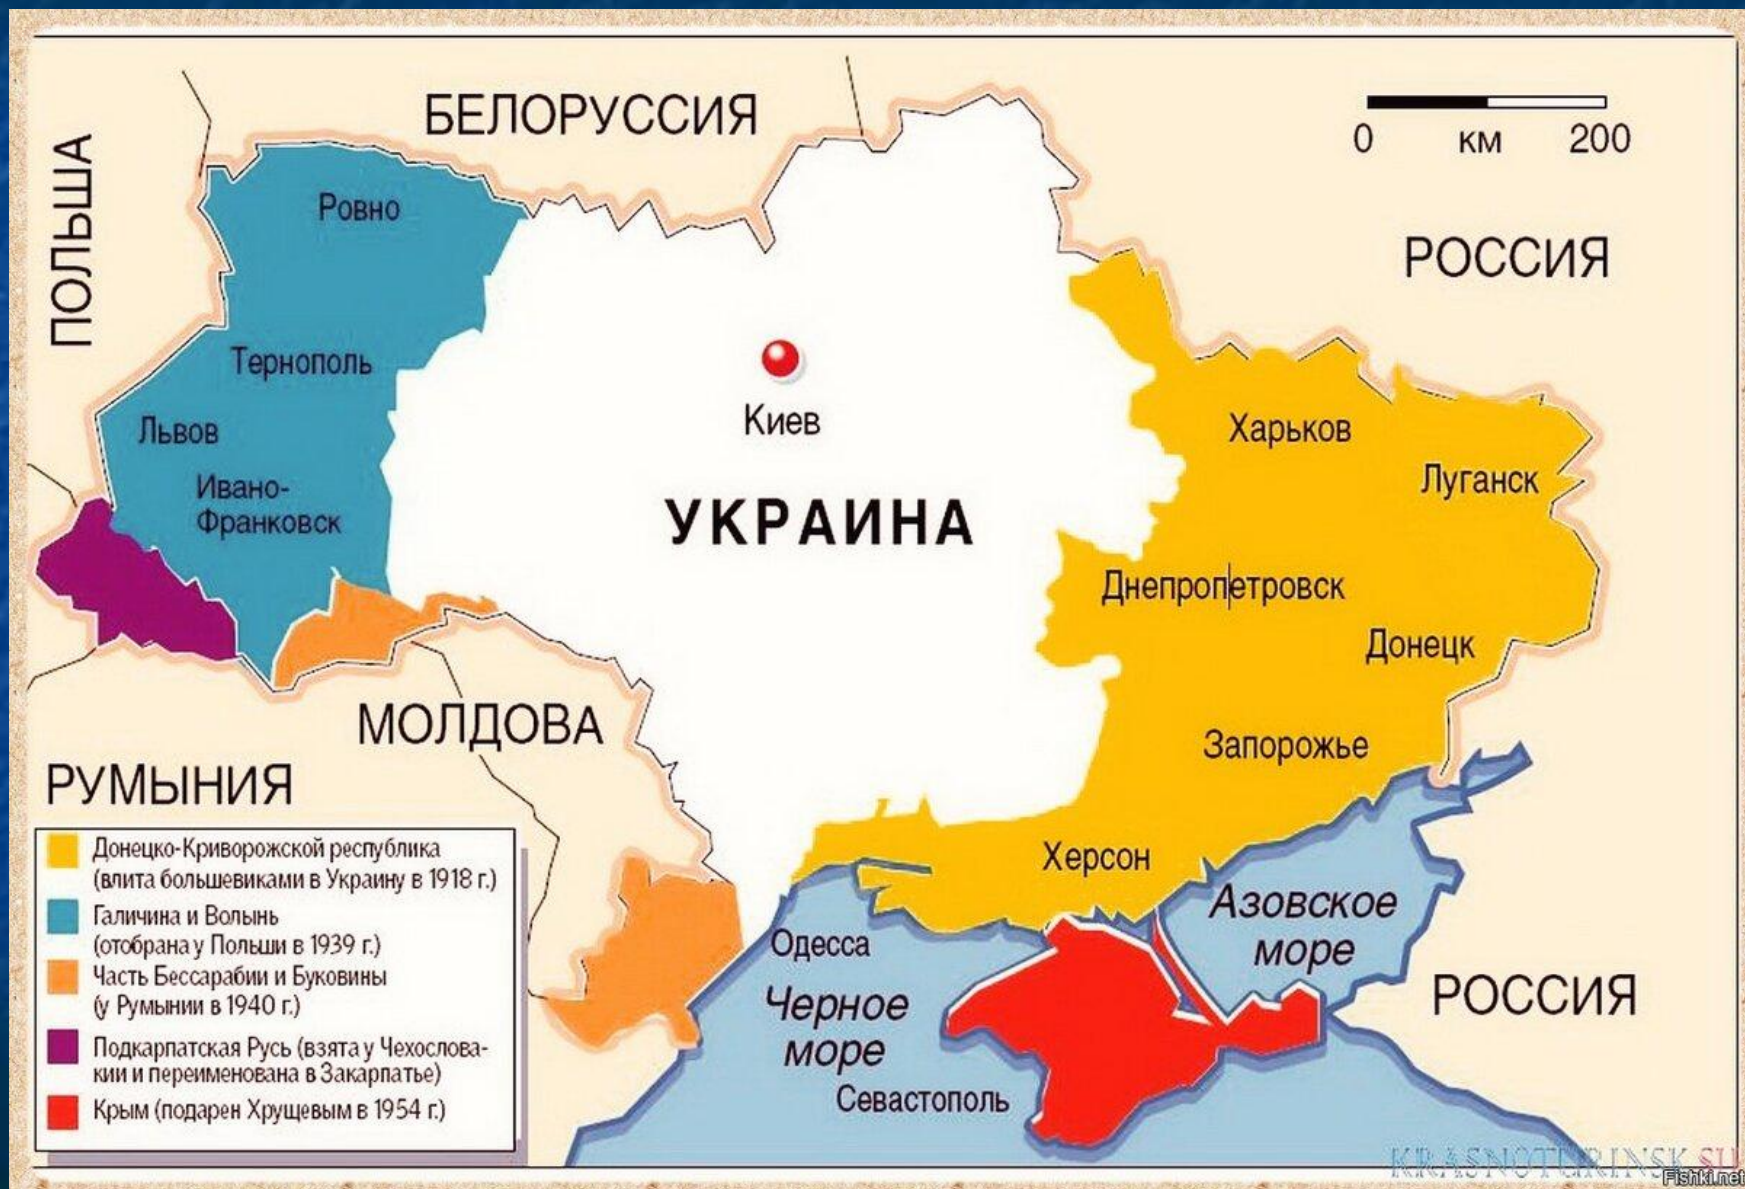 БЕЛОРУССИЯ
ПОЛЬША
0 км 200
РОССИЯ
Ровно
Тернополь
Львов
Ивано-
Франковск
Киев
УКРАИНА
Харьков
Луганск
Днепропетровск
Донецк
Запорожье
Херсон
МОЛДОВА
РУМЫНИЯ
Азовское
море
Одесса
Черное
море
Севастополь
РОССИЯ
Донецко-Криворожской республика
(влита большевиками в Украину в 1918 г.)
Галичина и Волынь
(отобрана у Польши в 1939 г.)
Часть Бессарабии и Буковины
(у Румынии в 1940 г.)
Подкарпатская Русь (взята у Чехослова-
кии и переименована в Закарпатье)
Крым (подарен Хрущевым в 1954 г.)
KRASNOTURINSK.SU
Fishki.net